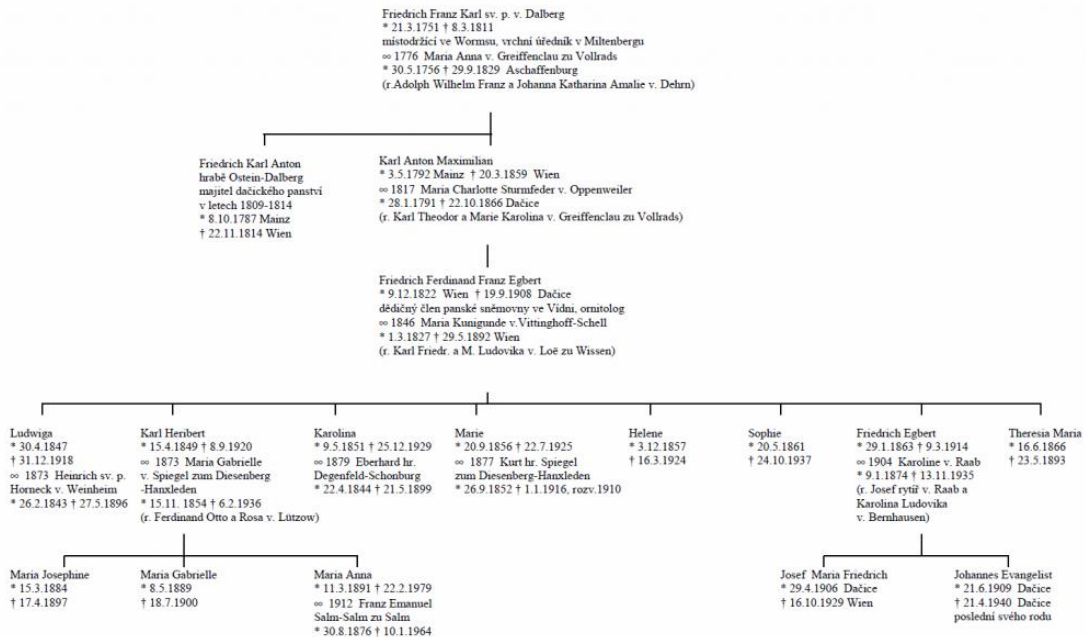 Friedrich Franz Karl sv. p. v. Dalberg
* 21.3.1751 † 8.3.1811
místodržící ve Wormsu, vrchní úředník v Miltenbergu
∞ 1776 Maria Anna v. Greiffenclau zu Vollrads
* 30.5.1756 † 29.9.1829 Aschaffenburg
(r.Adolph Wilhelm Franz a Johanna Katharina Amalie v. Dehrn)
Friedrich Karl Anton
hrabě Ostein-Dalberg
majitel dačického panství
v letech 1809-1814
* 8.10.1787 Mainz
† 22.11.1814 Wien
Karl Anton Maximilian
* 3.5.1792 Mainz † 20.3.1859 Wien
∞ 1817 Maria Charlotte Sturmfeder v. Oppenweiler
* 28.1.1791 † 22.10.1866 Dačice
(r. Karl Theodor a Marie Karolina v. Greiffenclau zu Vollrads)
Friedrich Ferdinand Franz Egbert
* 9.12.1822 Wien † 19.9.1908 Dačice
dědičný člen panské sněmovny ve Vídni, ornitolog
∞ 1846 Maria Kunigunde v.Vittinghoff-Schell
* 1.3.1827 † 29.5.1892 Wien
(r. Karl Friedr. a M. Ludovika v. Loë zu Wissen)
Ludwiga
* 30.4.1847
† 31.12.1918
∞ 1873 Heinrich sv. p.
Horneck v. Weinheim
* 26.2.1843 † 27.5.1896
Karl Heribert
* 15.4.1849 † 8.9.1920
∞ 1873 Maria Gabrielle
v. Spiegel zum Diesenberg
-Hanxleden
* 15.11. 1854 † 6.2.1936
(r. Ferdinand Otto a Rosa v. Lützow)
Karolina
* 9.5.1851 † 25.12.1929
∞ 1879 Eberhard hr.
Degenfeld-Schonburg
* 22.4.1844 † 21.5.1899
Marie
* 20.9.1856 † 22.7.1925
∞ 1877 Kurt hr. Spiegel
zum Diesenberg-Hanxleden
* 26.9.1852 † 1.1.1916, rozv.1910
Helene
* 3.12.1857
† 16.3.1924
Sophie
* 20.5.1861
† 24.10.1937
Friedrich Egbert
* 29.1.1863 † 9.3.1914
∞ 1904 Karoline v. Raab
* 9.1.1874 † 13.11.1935
(r. Josef rytíř v. Raab a
Karolina Ludovika
v. Bernhausen)
Theresia Maria
* 16.6.1866
† 23.5.1893
Maria Josephine
* 15.3.1884
† 17.4.1897
Maria Gabrielle
* 8.5.1889
† 18.7.1900
Maria Anna
* 11.3.1891 † 22.2.1979
∞ 1912 Franz Emanuel
Salm-Salm zu Salm
* 30.8.1876 † 10.1.1964
Josef Maria Friedrich
* 29.4.1906 Dačice
† 16.10.1929 Wien
Johannes Evangelist
* 21.6.1909 Dačice
† 21.4.1940 Dačice
poslední svého rodu